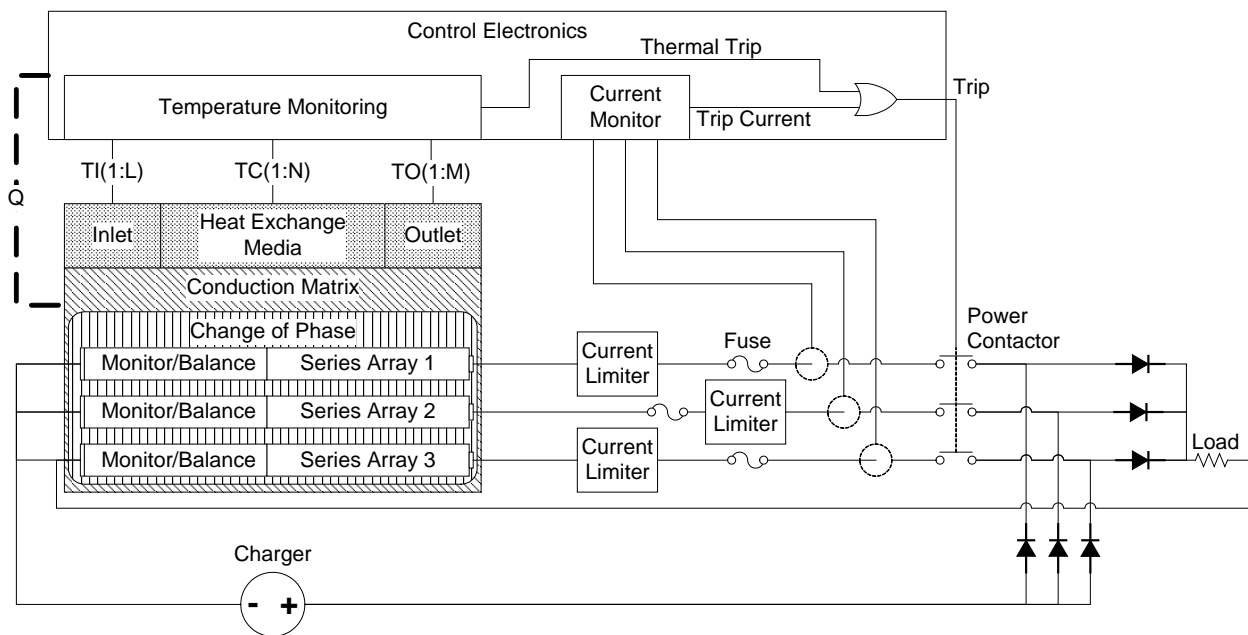 Control Electronics
Thermal Trip
Temperature Monitoring
Current
Monitor
Trip Current
Trip
TI(1:L)
TC(1:N)
TO(1:M)
Q
Inlet
Heat Exchange
Media
Outlet
Conduction Matrix
Change of Phase
Monitor/Balance
Series Array 1
Current
Limiter
Fuse
Power
Contactor
Monitor/Balance
Series Array 2
Current
Limiter
Monitor/Balance
Series Array 3
Current
Limiter
Load
Charger
- +